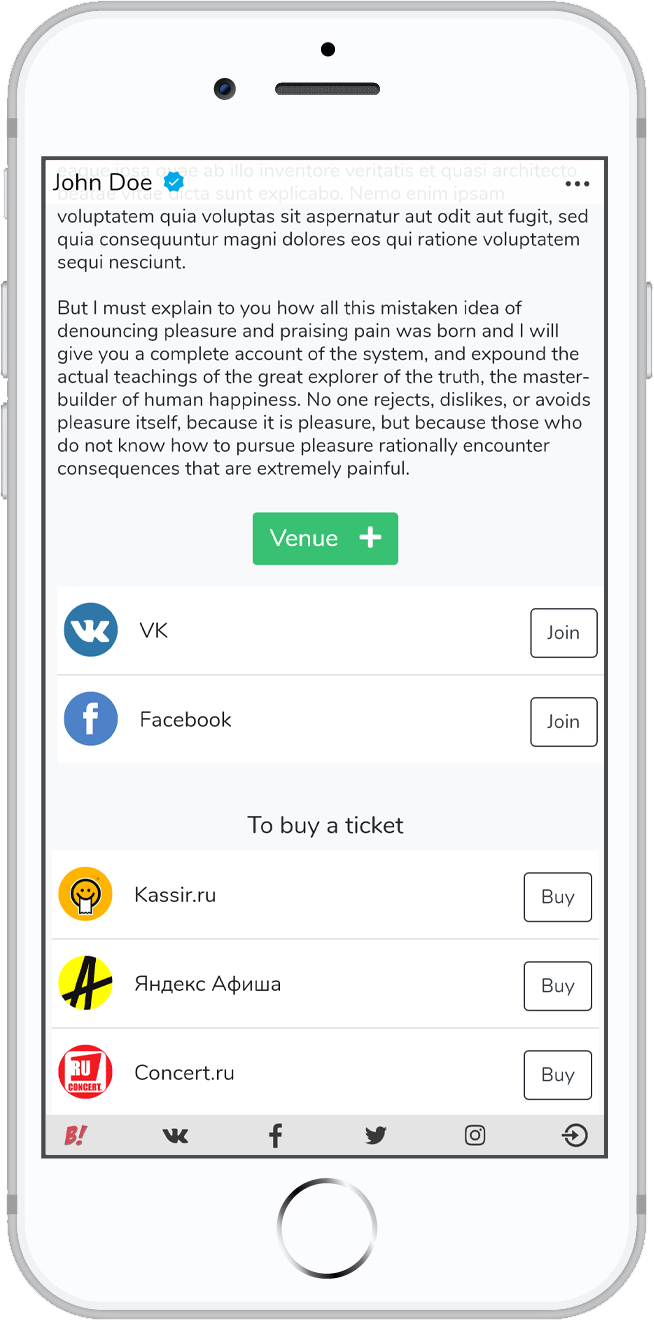 eaque ipsa quae ab illo inventore veritatis et quasi architecto
John Doe
beatae vitae dicta sunt explicabo. Nemo enim ipsam
voluptatem quia voluptas sit aspernatur aut odit aut fugit, sed
quia consequuntur magni dolores eos qui ratione voluptatem
sequi nesciunt.
But I must explain to you how all this mistaken idea of
denouncing pleasure and praising pain was born and I will
give you a complete account of the system, and expound the
actual teachings of the great explorer of the truth, the master-
builder of human happiness. No one rejects, dislikes, or avoids
pleasure itself, because it is pleasure, but because those who
do not know how to pursue pleasure rationally encounter
consequences that are extremely painful.
Venue
VK
Join
Facebook
Join
To buy a ticket
Kassir.ru
Buy
Яндекс Афиша
Buy
RU
CONCERT.
Concert.ru
Buy
B!